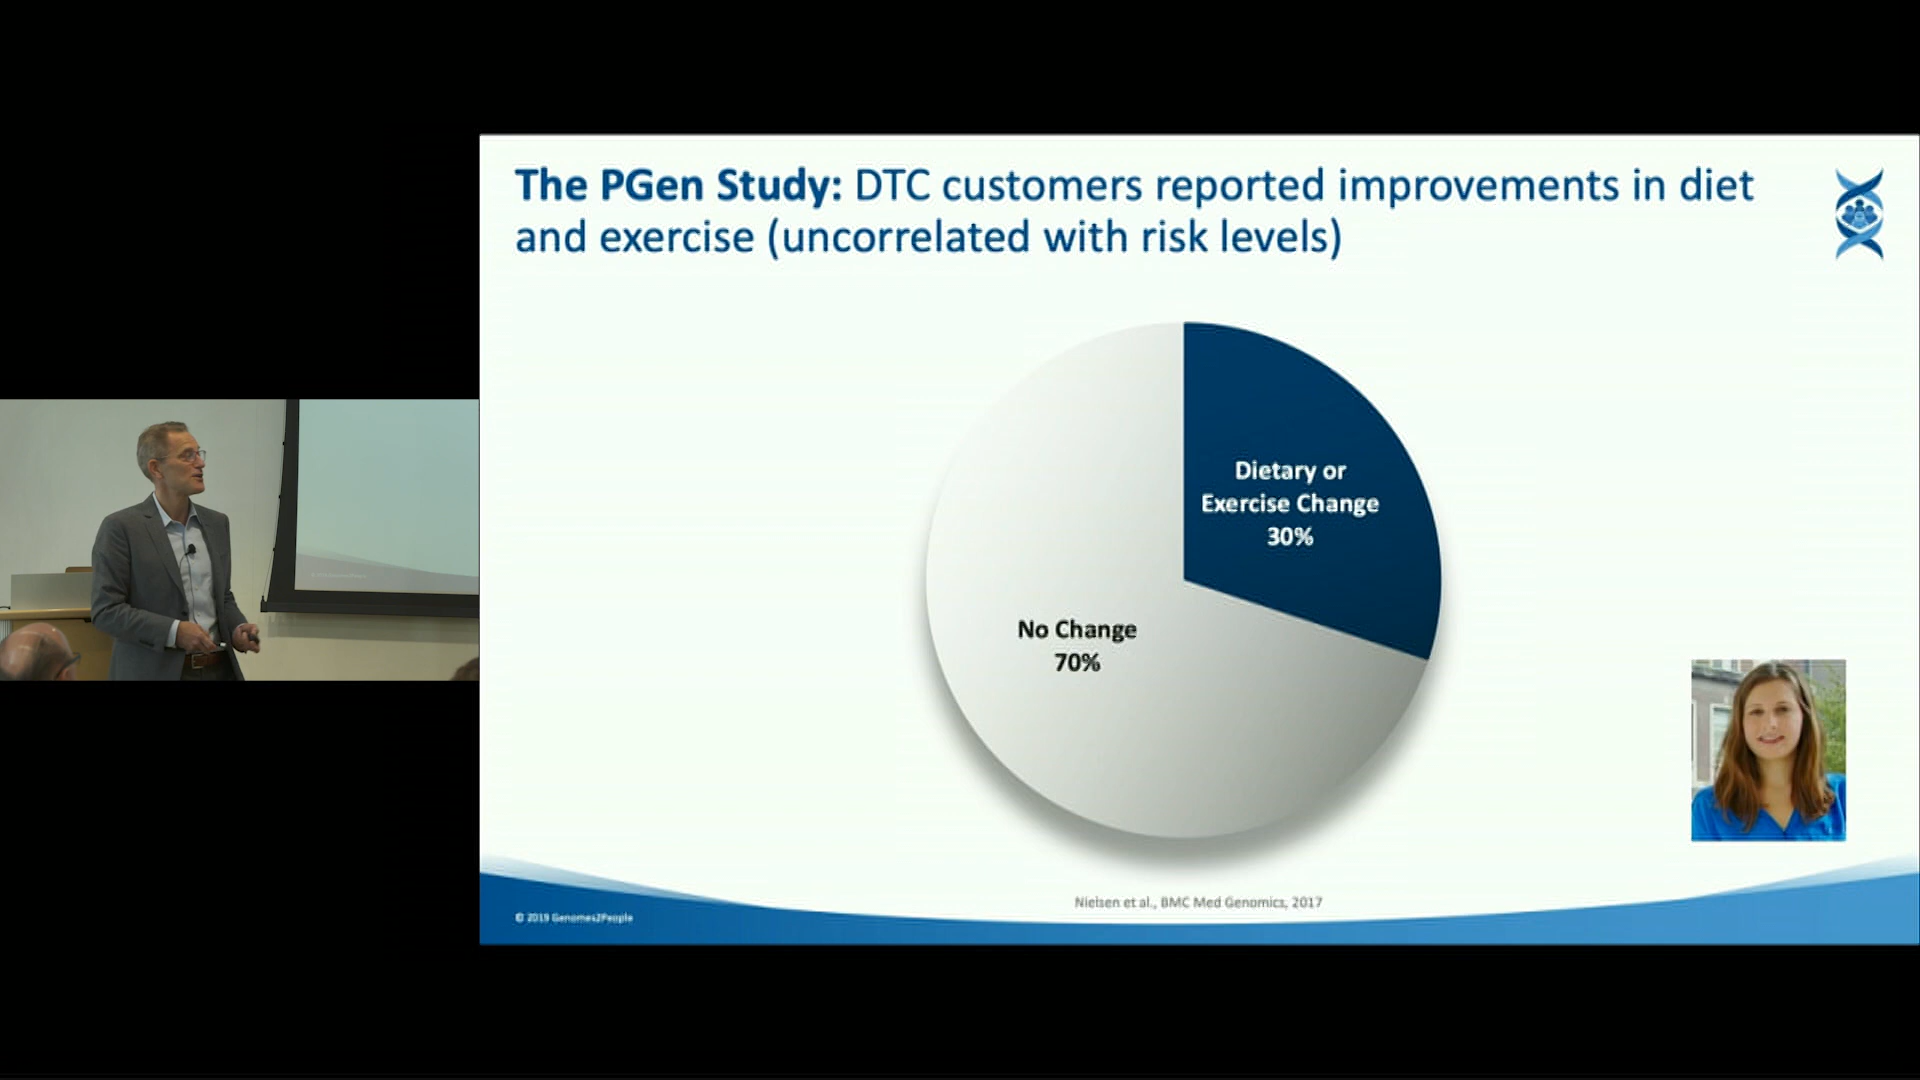 The PGen Study: DTC customers reported improvements in diet
and exercise (uncorrelated with risk levels)
Dietary or
Exercise Change
30%
No Change
70%
Nielsen et al., BMC Med Genomics, 2017
© 2019 Genomes2People